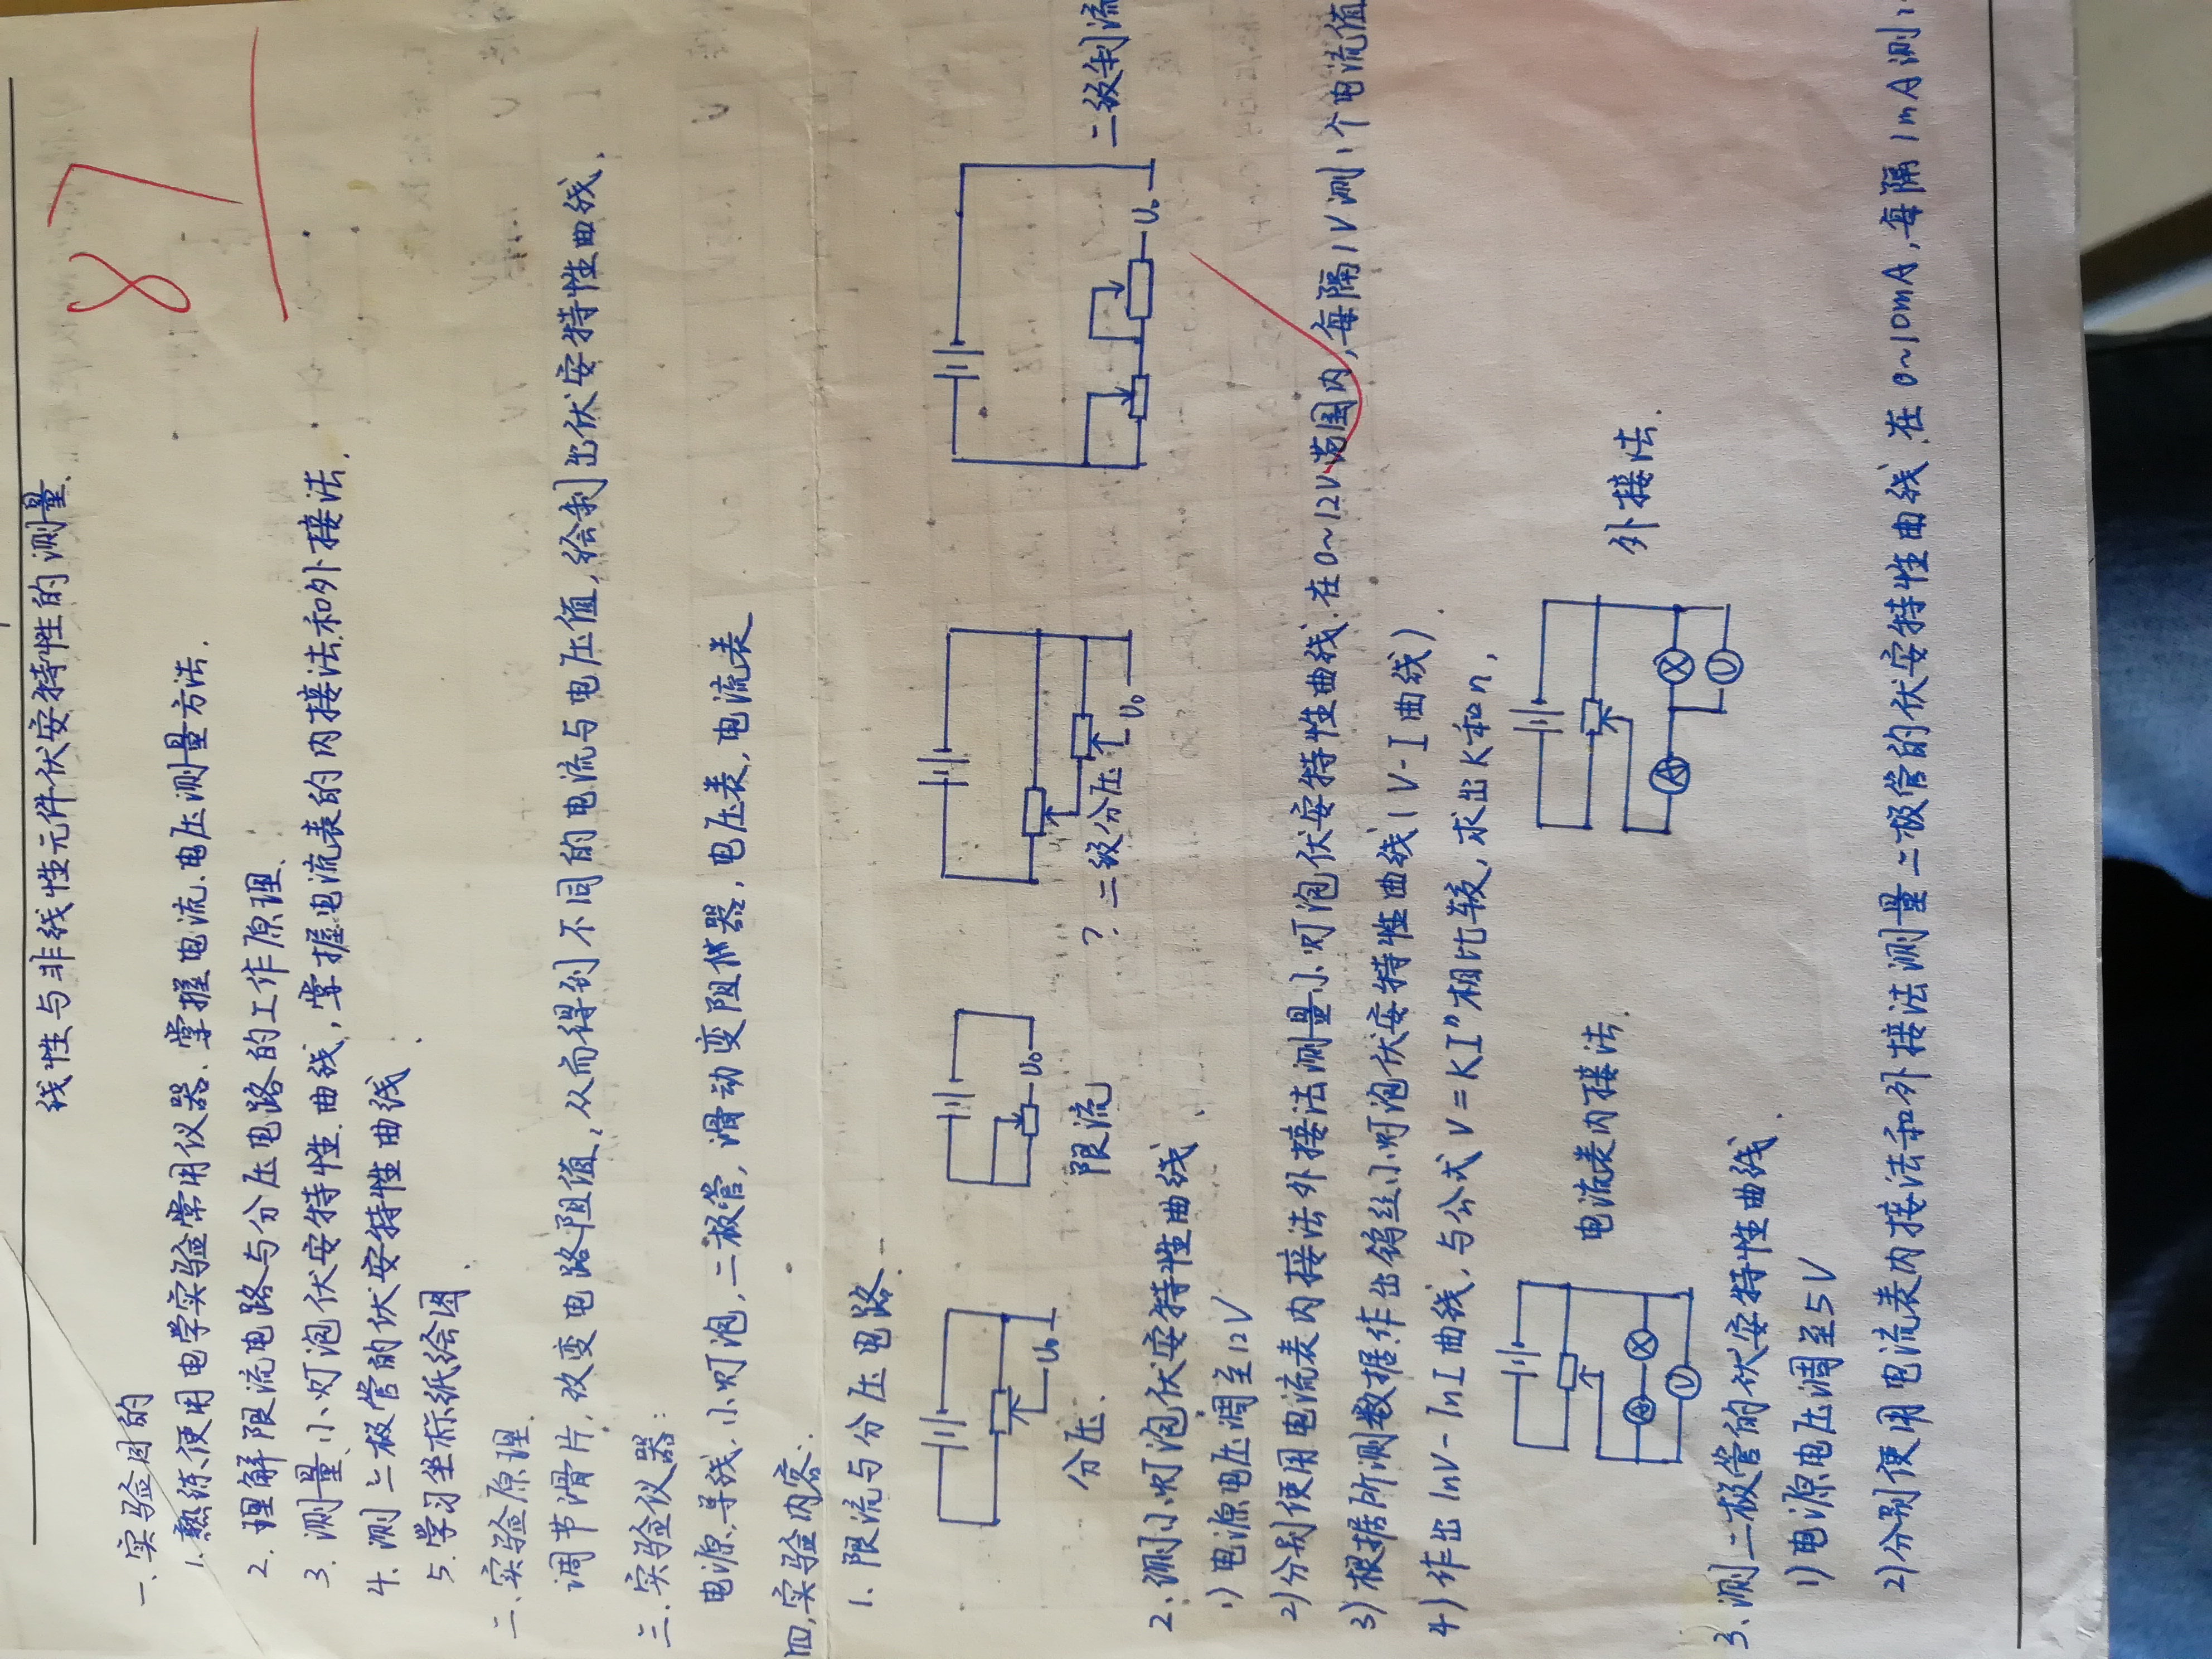 线性与非线性元件伏安特性的测量.
87
一、实验目的
1. 熟练使用电学实验常用仪器、掌握电流、电压测量方法.
2. 理解限流电路与分压电路的工作原理.
3. 测量小灯泡伏安特性曲线,掌握电流表的内接法和外接法.
4. 测二极管的伏安特性曲线.
5. 学习坐标纸绘图.
二、实验原理.
调节滑片,改变电路阻值,从而得到不同的电流与电压值,绘制出伏安特性曲线.
三、实验仪器:
电源,导线,小灯泡,二极管,滑动变阻器,电压表,电流表
四,实验内容:.
1. 限流与分压电路.
U₀
U₀
U₀
U₀
分压.
限流
? 二级分压
二级制流
2、测小灯泡伏安特性曲线.
1) 电源电压调至12V
2) 分别使用电流表内接法外接法测量小灯泡伏安特性曲线.在0~12V范围内,每隔1V测1个电流值
3) 根据所测数据作出钨丝小灯泡伏安特性曲线(V-I曲线).
4) 作出lnV-lnI曲线,与公式V=KIⁿ相比较,求出K和n,
A
X
V
电流表内接法.
A
X
V
外接法.
3、测二极管的伏安特性曲线.
1) 电源电压调至5V
2) 分别使用电流表内接法和外接法测量二极管的伏安特性曲线.在0~10mA,每隔1mA测